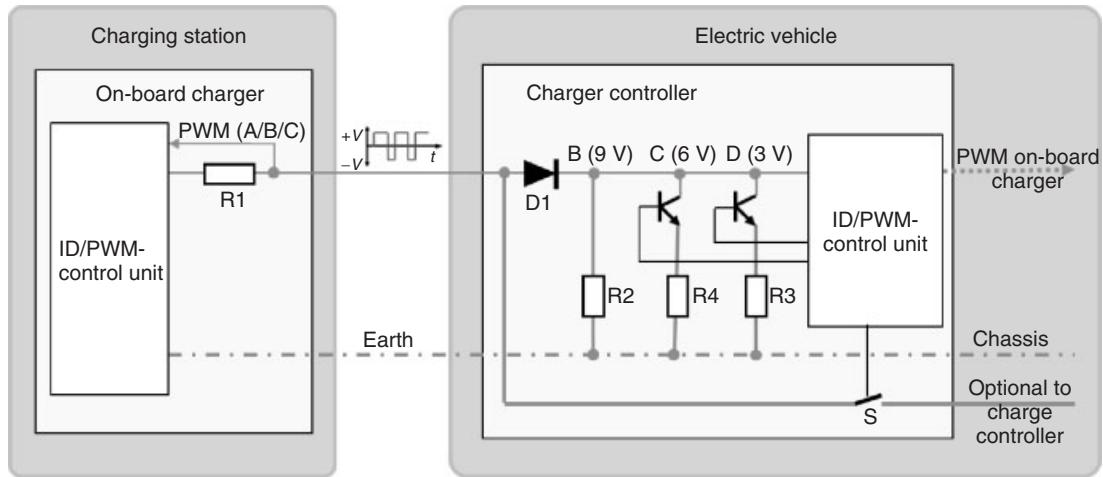 Charging station
On-board charger
PWM (A/B/C)
R1
ID/PWM-
control unit
+V
−V
t
Earth
Electric vehicle
Charger controller
B (9 V)
C (6 V)
D (3 V)
D1
R2
R4
R3
ID/PWM-
control unit
PWM on-board
charger
Chassis
S
Optional to
charge
controller